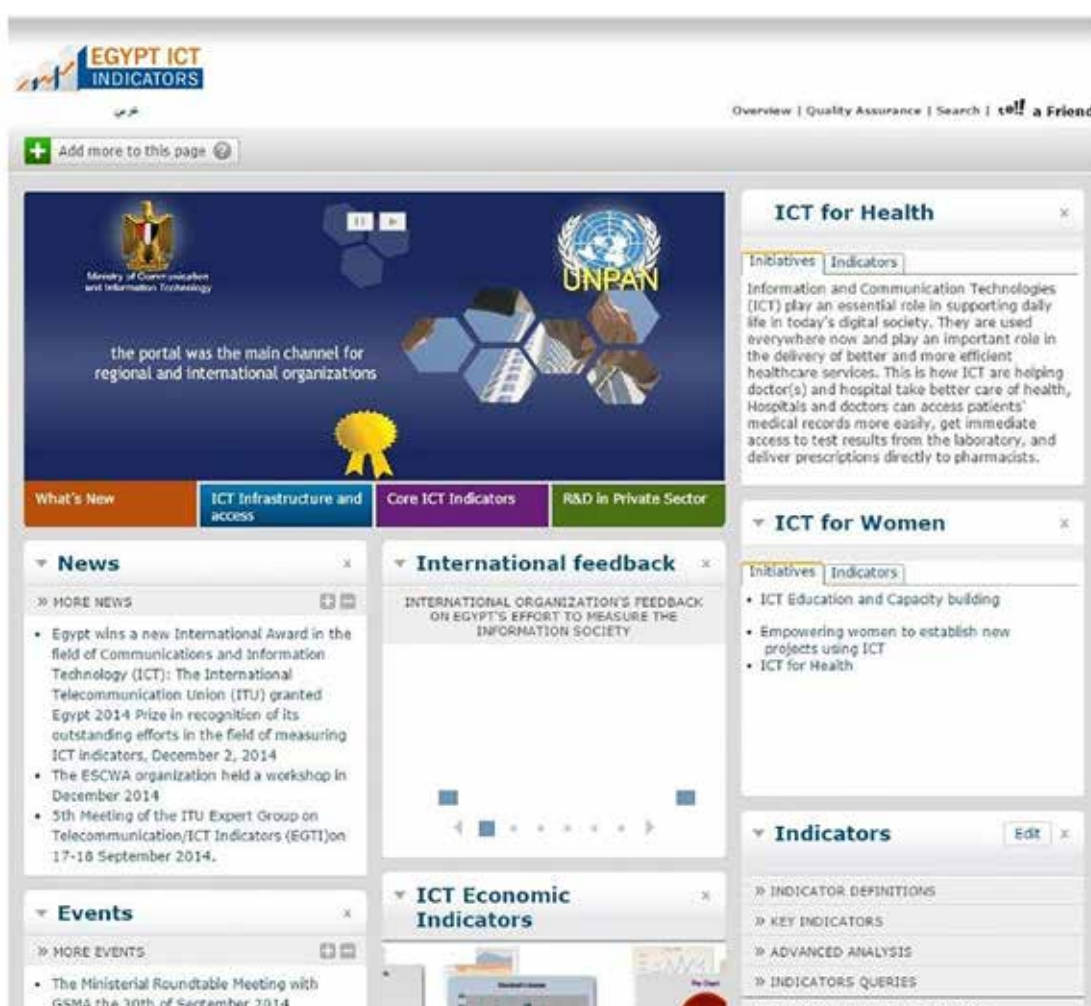 EGYPT ICT
INDICATORS
عربي
Overview | Quality Assurance | Search | tell a Friend
Add more to this page
Ministry of Communication
and Information Technology
UNPAN
the portal was the main channel for
regional and international organizations
What's New
ICT Infrastructure and
access
Core ICT Indicators
R&D in Private Sector
News
» MORE NEWS
• Egypt wins a new International Award in the
field of Communications and Information
Technology (ICT): The International
Telecommunication Union (ITU) granted
Egypt 2014 Prize in recognition of its
outstanding efforts in the field of measuring
ICT indicators, December 2, 2014
• The ESCWA organization held a workshop in
December 2014
• 5th Meeting of the ITU Expert Group on
Telecommunication/ICT Indicators (EGTI)on
17-18 September 2014.
Events
» MORE EVENTS
• The Ministerial Roundtable Meeting with
GSMA the 30th of September 2014
International feedback
INTERNATIONAL ORGANIZATION'S FEEDBACK
ON EGYPT'S EFFORT TO MEASURE THE
INFORMATION SOCIETY
ICT Economic
Indicators
ICT for Health
Initiatives Indicators
Information and Communication Technologies
(ICT) play an essential role in supporting daily
life in today's digital society. They are used
everywhere now and play an important role in
the delivery of better and more efficient
healthcare services. This is how ICT are helping
doctor(s) and hospital take better care of health,
Hospitals and doctors can access patients'
medical records more easily, get immediate
access to test results from the laboratory, and
deliver prescriptions directly to pharmacists.
ICT for Women
Initiatives Indicators
• ICT Education and Capacity building
• Empowering women to establish new
projects using ICT
• ICT for Health
Indicators
Edit
» INDICATOR DEFINITIONS
» KEY INDICATORS
» ADVANCED ANALYSIS
» INDICATORS QUERIES